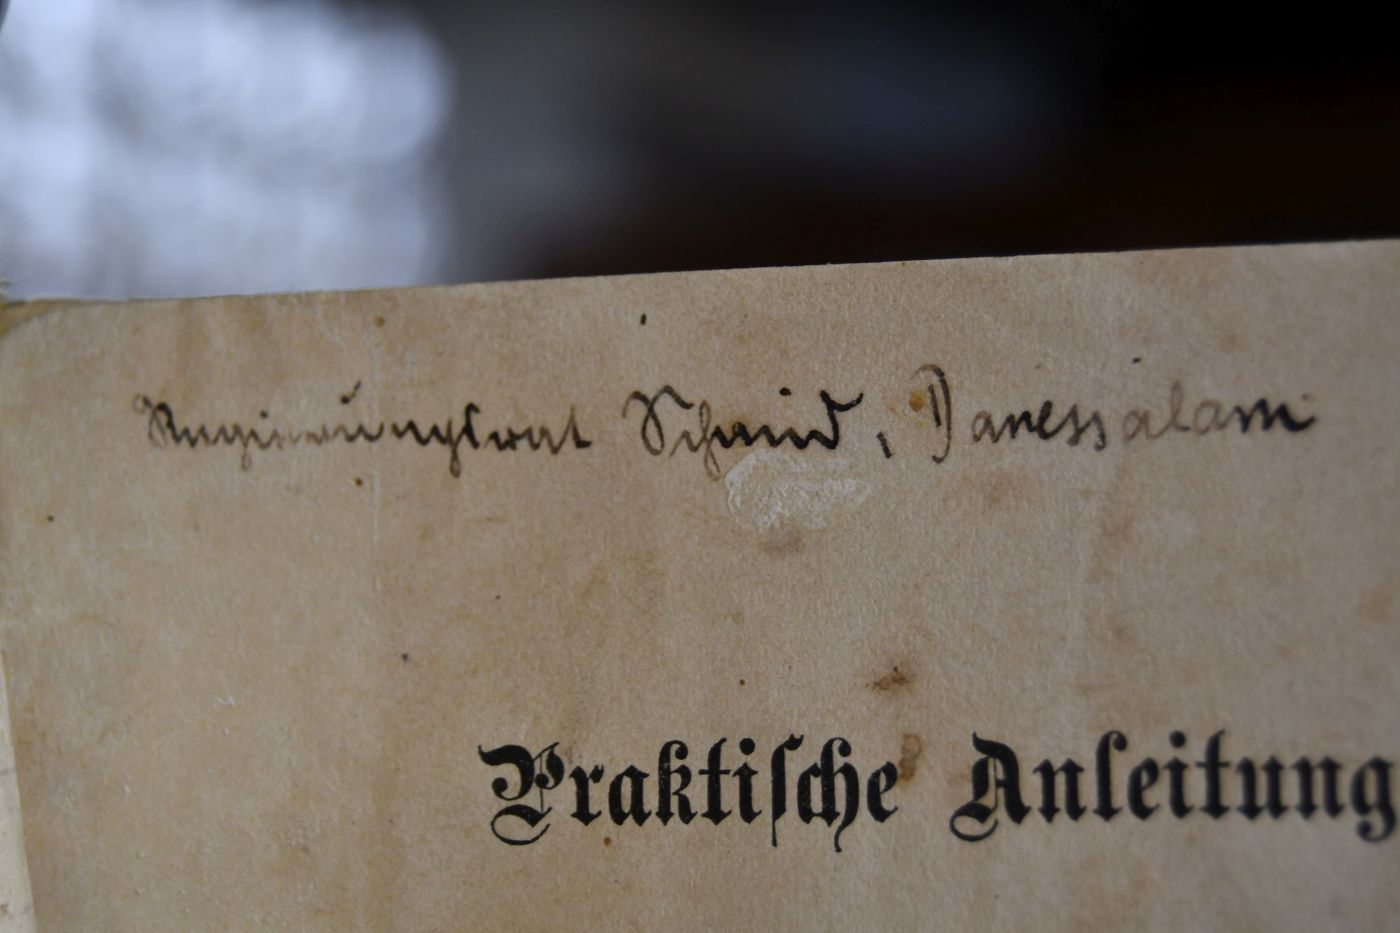 Regierungsrat Schmid, Daressalam
Praktische Anleitung